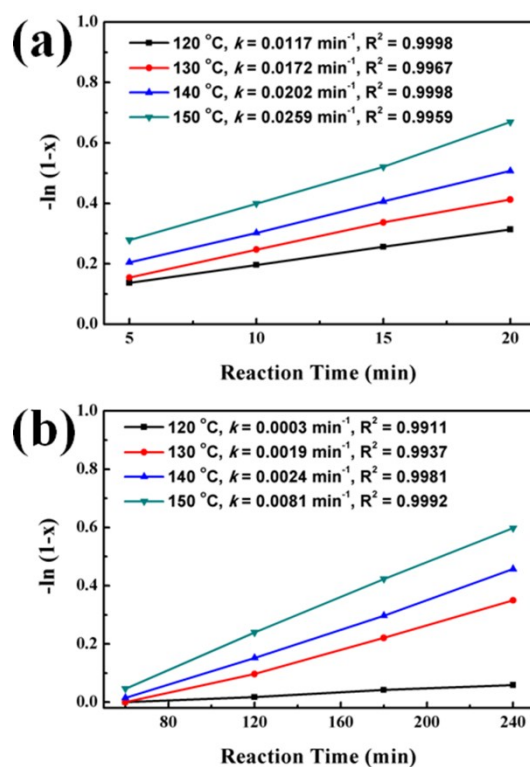 (a)
120 °C, k = 0.0117 min⁻¹, R² = 0.9998
130 °C, k = 0.0172 min⁻¹, R² = 0.9967
140 °C, k = 0.0202 min⁻¹, R² = 0.9998
150 °C, k = 0.0259 min⁻¹, R² = 0.9959
-ln (1-x)
1.0
0.8
0.6
0.4
0.2
0.0
5 10 15 20
Reaction Time (min)
(b)
120 °C, k = 0.0003 min⁻¹, R² = 0.9911
130 °C, k = 0.0019 min⁻¹, R² = 0.9937
140 °C, k = 0.0024 min⁻¹, R² = 0.9981
150 °C, k = 0.0081 min⁻¹, R² = 0.9992
-ln (1-x)
1.0
0.8
0.6
0.4
0.2
0.0
80 120 160 200 240
Reaction Time (min)